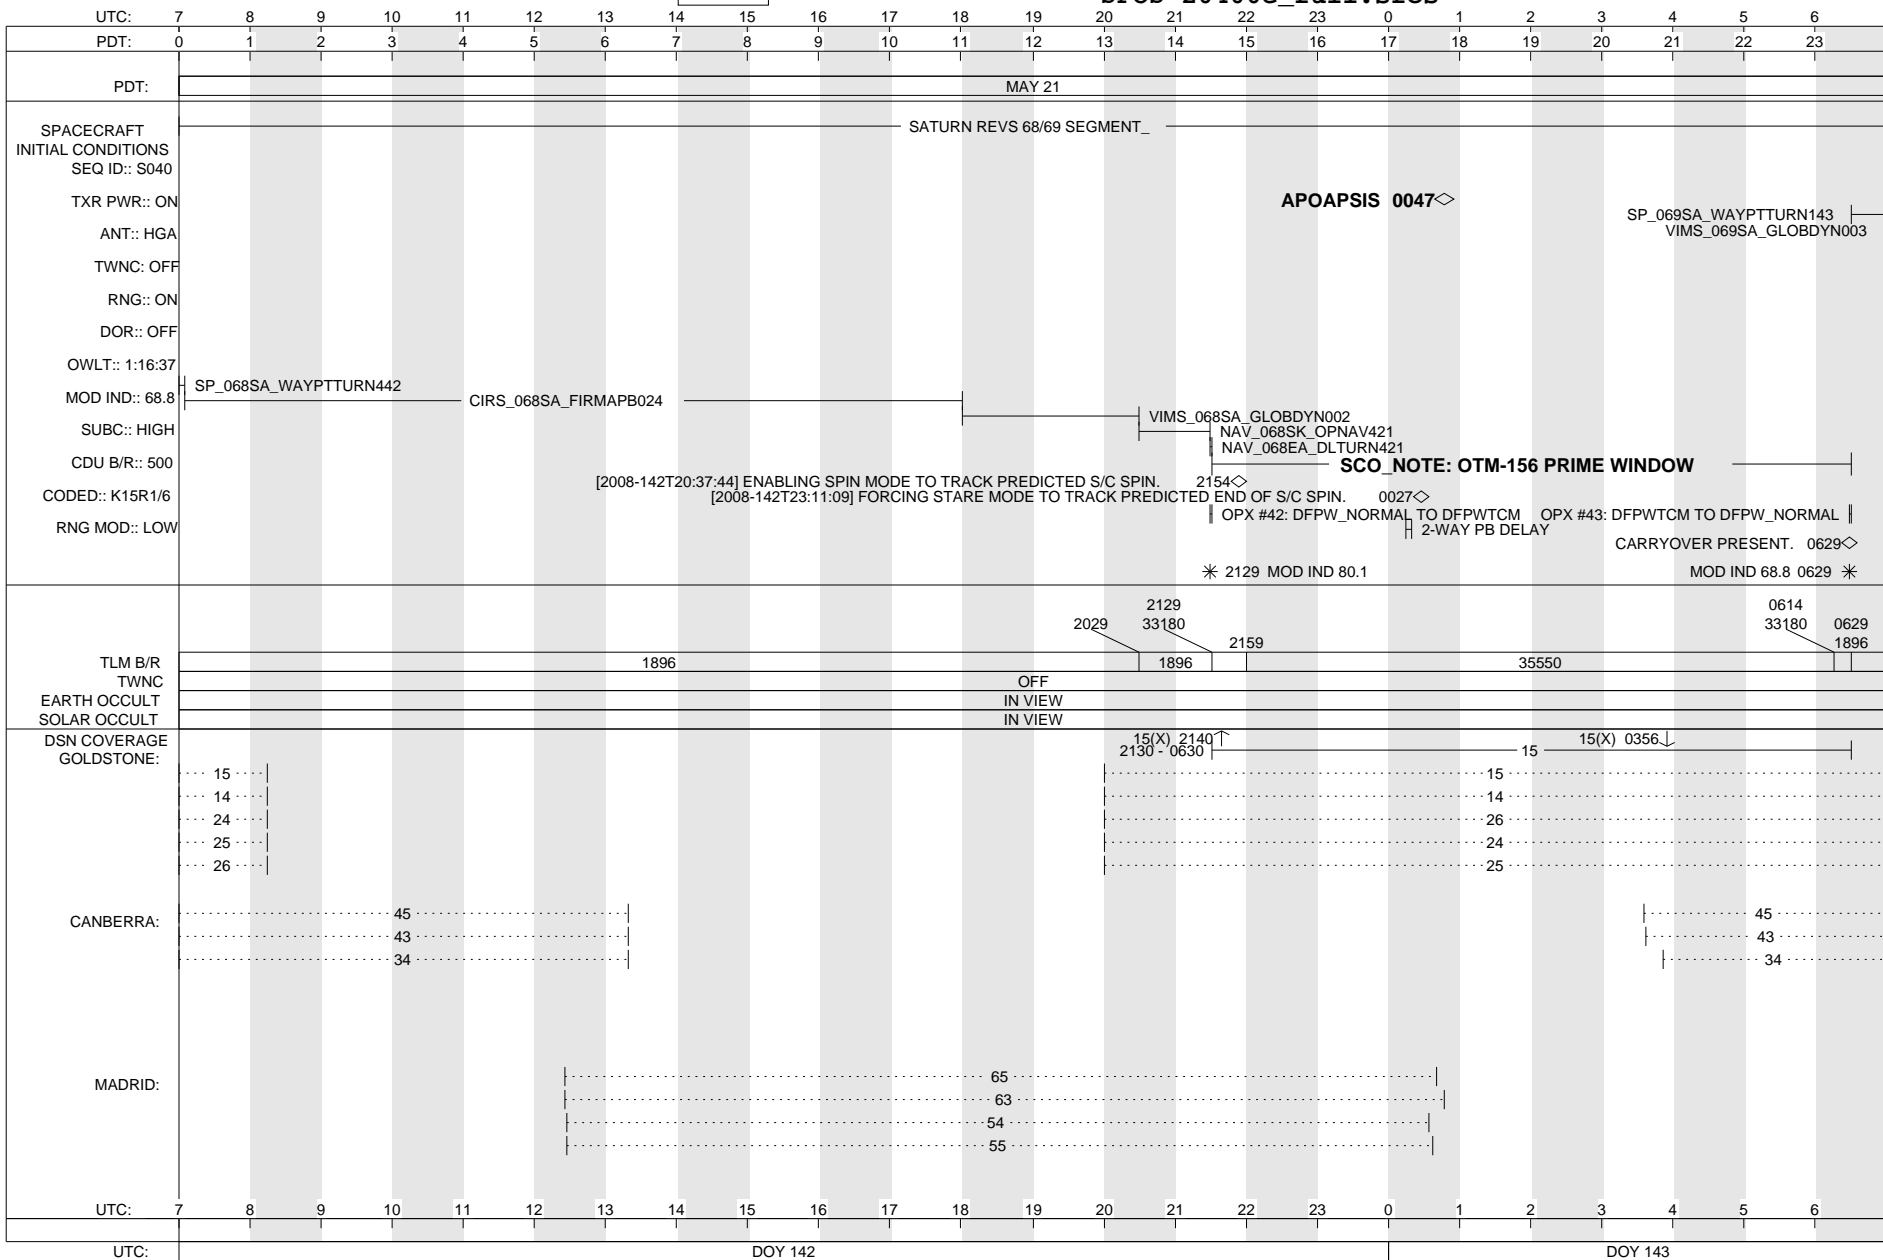 UTC: 7 8 9 10 11 12 13 14 15 16 17 18 19 20 21 22 23 0 1 2 3 4 5 6
PDT: 0 1 2 3 4 5 6 7 8 9 10 11 12 13 14 15 16 17 18 19 20 21 22 23
PDT: MAY 21
SPACECRAFT
INITIAL CONDITIONS
SATURN REVS 68/69 SEGMENT_
SEQ ID:: S040
TXR PWR:: ON
APOAPSIS 0047
SP_069SA_WAYPTTURN143
ANT:: HGA
VIMS_069SA_GLOBDYN003
TWNC: OFF
RNG:: ON
DOR:: OFF
OWLT:: 1:16:37
SP_068SA_WAYPTTURN442
MOD IND:: 68.8
CIRS_068SA_FIRMAPB024
VIMS_068SA_GLOBDYN002
SUBC:: HIGH
NAV_068SK_OPNAV421
NAV_068EA_DLTURN421
CDU B/R:: 500
SCO_NOTE: OTM-156 PRIME WINDOW
[2008-142T20:37:44] ENABLING SPIN MODE TO TRACK PREDICTED S/C SPIN. 2154
CODED:: K15R1/6
[2008-142T23:11:09] FORCING STARE MODE TO TRACK PREDICTED END OF S/C SPIN. 0027
OPX #42: DFPW_NORMAL TO DFPWTCM OPX #43: DFPWTCM TO DFPW_NORMAL
RNG MOD:: LOW
2-WAY PB DELAY
CARRYOVER PRESENT. 0629
2129 MOD IND 80.1 MOD IND 68.8 0629
2129 0614
2029 33180 33180 0629
2159 1896
TLM B/R 1896 1896 35550
TWNC OFF
EARTH OCCULT IN VIEW
SOLAR OCCULT IN VIEW
DSN COVERAGE 15(X) 2140 15(X) 0356
GOLDSTONE: 2130 - 0630 15
15 15
14 14
24 26
25 24
26 25
CANBERRA: 45 45
43 43
34 34
MADRID: 65
63
54
55
UTC: 7 8 9 10 11 12 13 14 15 16 17 18 19 20 21 22 23 0 1 2 3 4 5 6
UTC: DOY 142 DOY 143